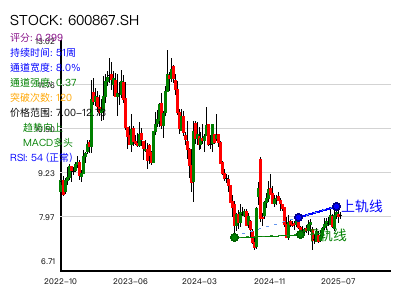 STOCK: 600867.SH
评分: 0.399
13.02
持续时间: 51周
通道宽度: 8.0%
通道强度: 0.37
突破次数: 120
价格范围: 7.00-12.
趋势向上
MACD多头
RSI: 54 (正常)
9.23
7.97
6.71
上轨线
轨线
2022-10
2023-06
2024-03
2024-11
2025-07